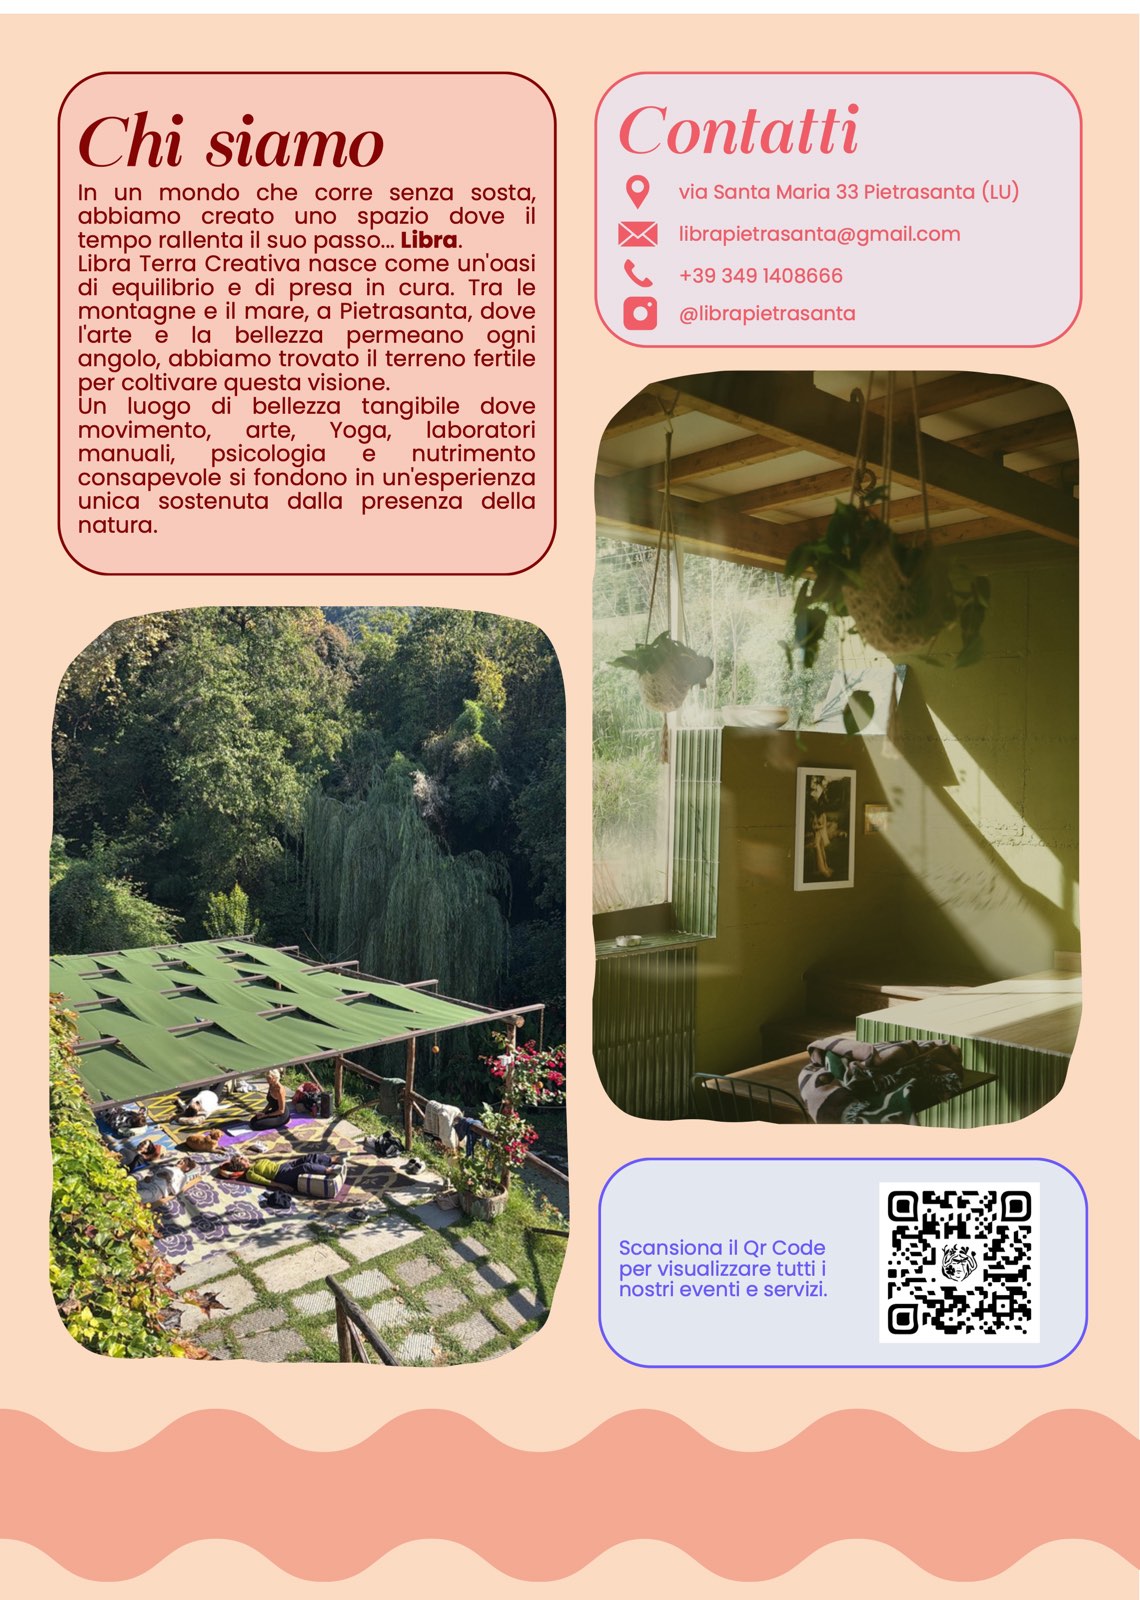 Chi siamo
In un mondo che corre senza sosta,
abbiamo creato uno spazio dove il
tempo rallenta il suo passo... Libra.
Libra Terra Creativa nasce come un'oasi
di equilibrio e di presa in cura. Tra le
montagne e il mare, a Pietrasanta, dove
l'arte e la bellezza permeano ogni
angolo, abbiamo trovato il terreno fertile
per coltivare questa visione.
Un luogo di bellezza tangibile dove
movimento, arte, Yoga, laboratori
manuali, psicologia e nutrimento
consapevole si fondono in un'esperienza
unica sostenuta dalla presenza della
natura.
Contatti
via Santa Maria 33 Pietrasanta (LU)
librapietrasanta@gmail.com
+39 349 1408666
@librapietrasanta
Scansiona il Qr Code
per visualizzare tutti i
nostri eventi e servizi.